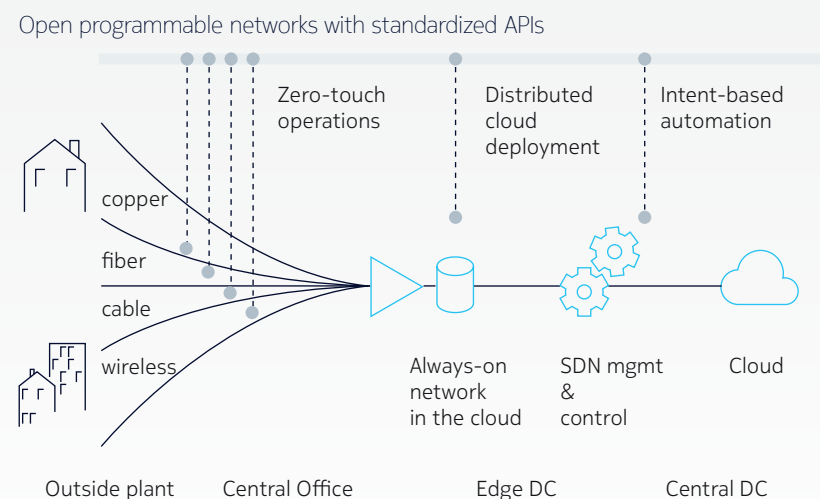 Open programmable networks with standardized APIs
Zero-touch
operations
Distributed
cloud
deployment
Intent-based
automation
copper
fiber
cable
wireless
Always-on
network
in the cloud
SDN mgmt
&
control
Cloud
Outside plant
Central Office
Edge DC
Central DC